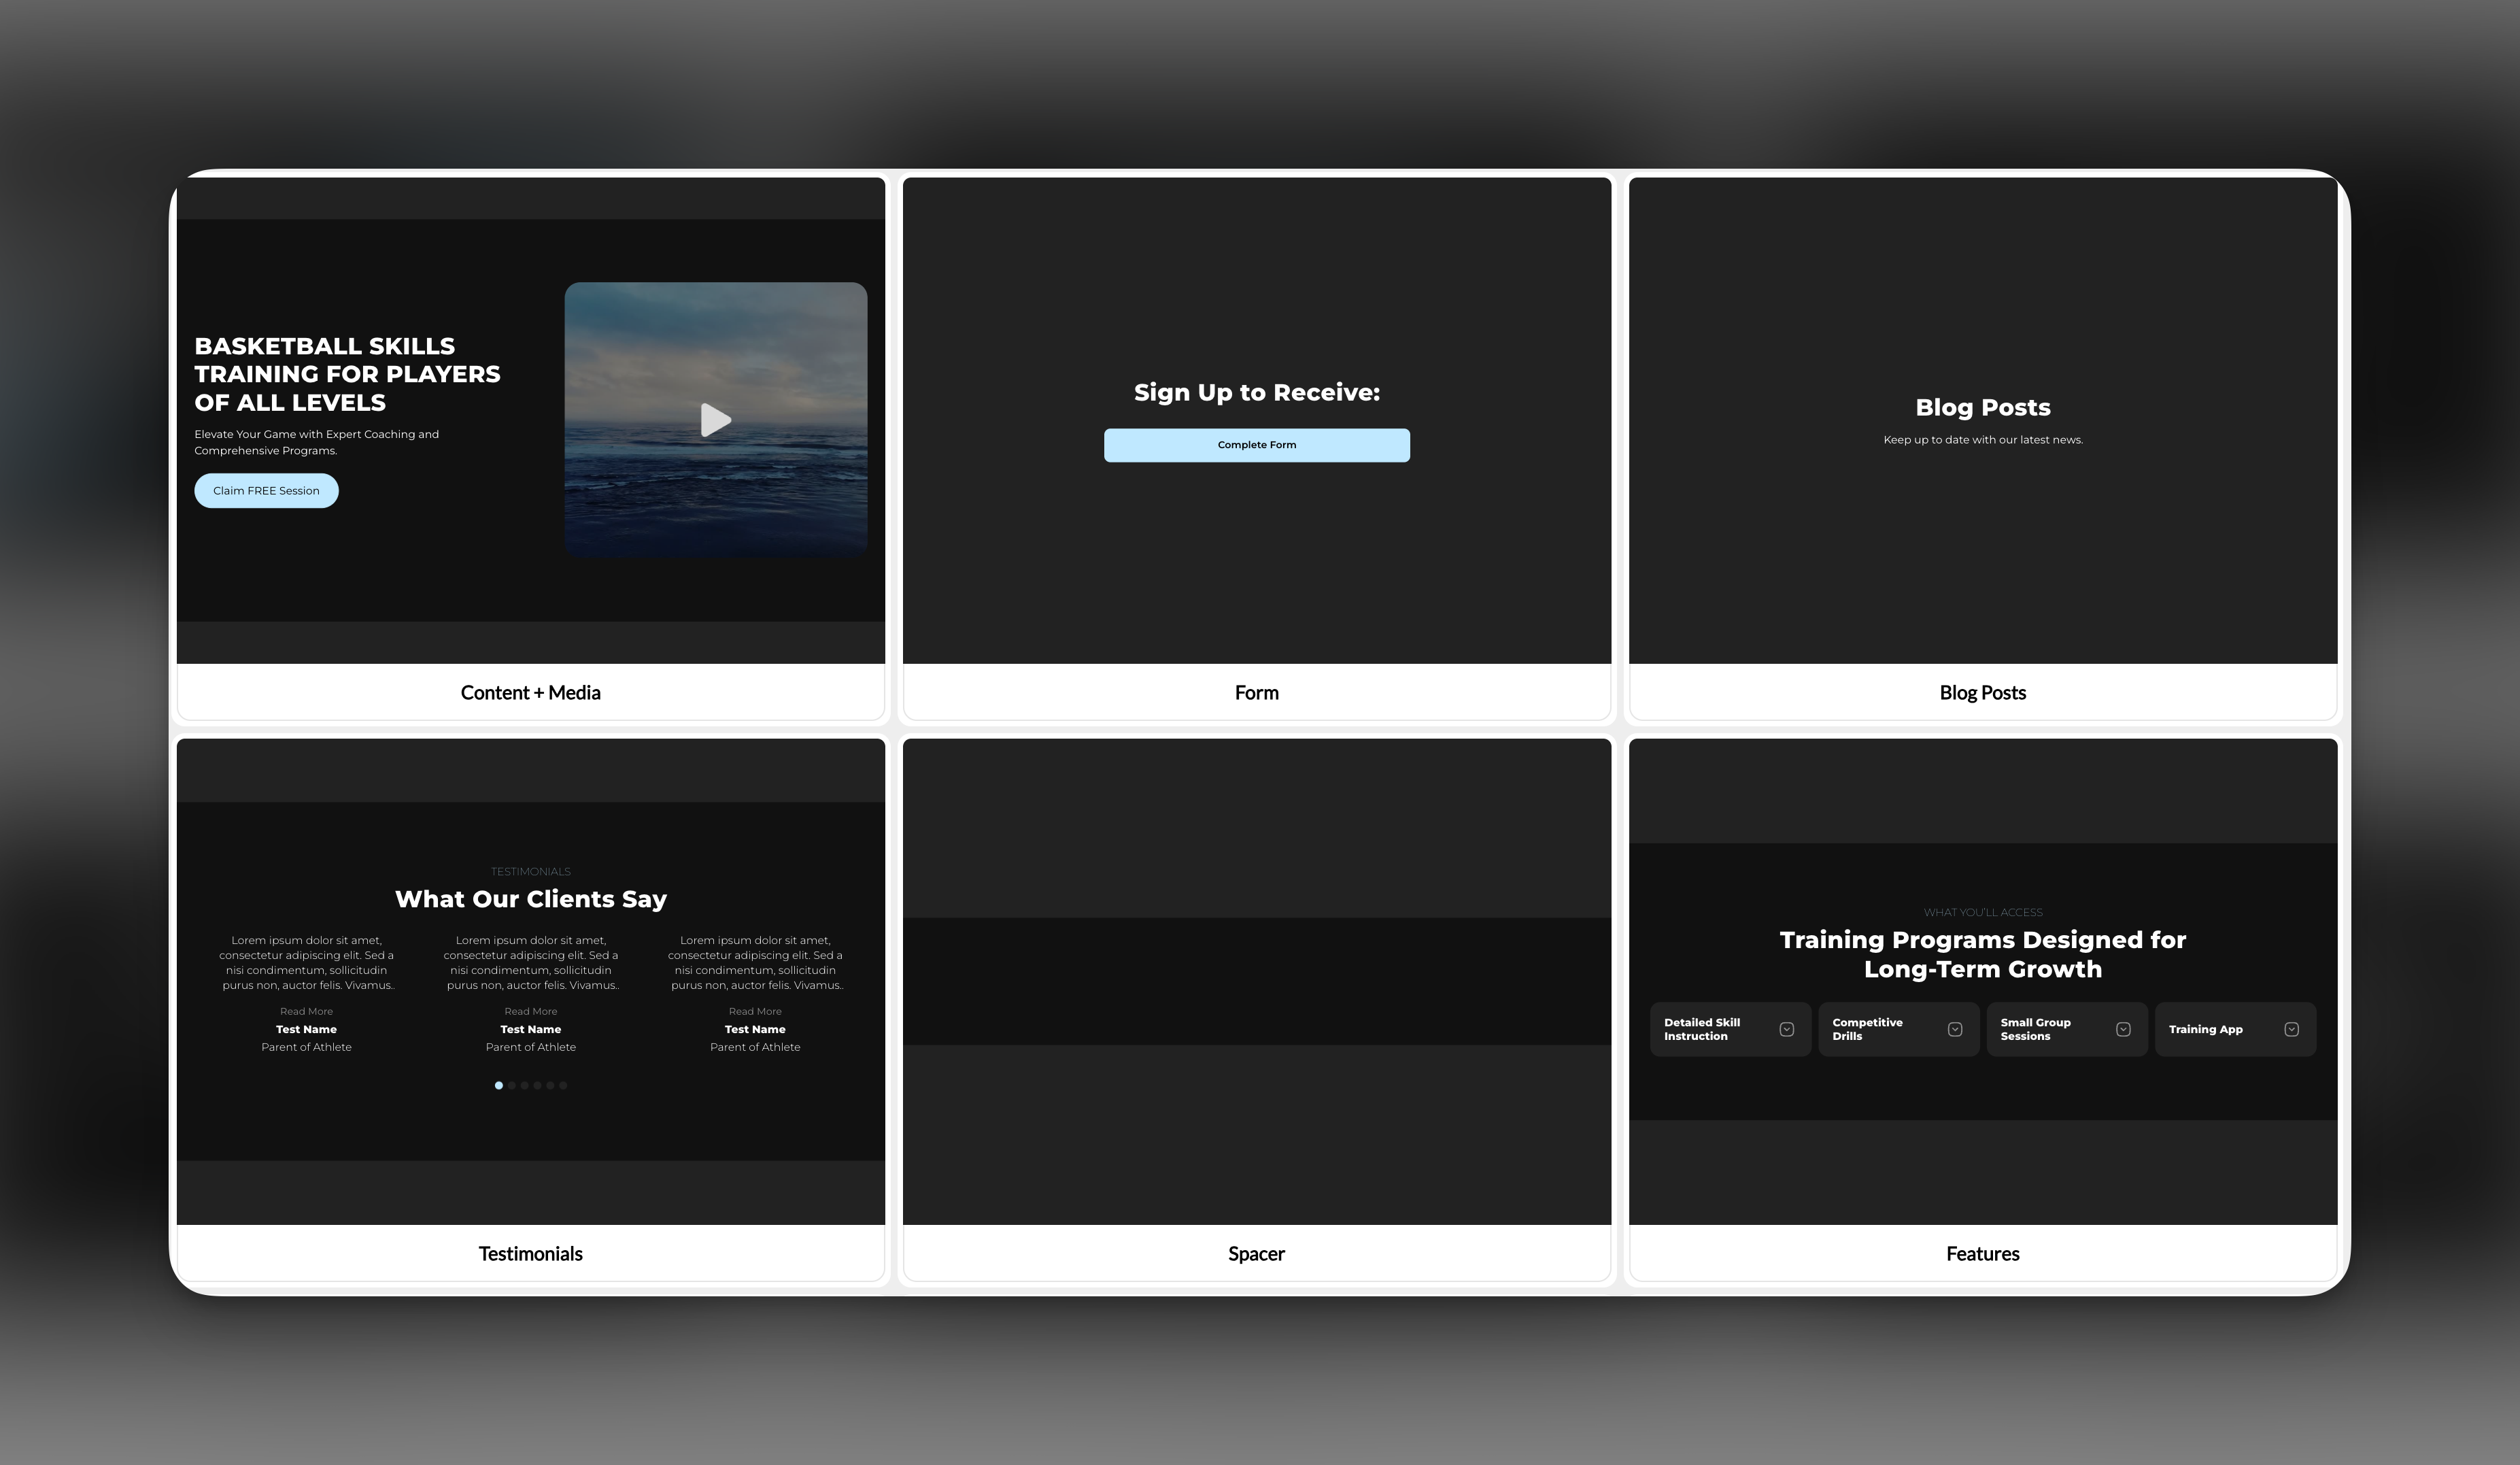 BASKETBALL SKILLS
TRAINING FOR PLAYERS
OF ALL LEVELS
Elevate Your Game with Expert Coaching and
Comprehensive Programs.
Claim FREE Session
Content + Media
Sign Up to Receive:
Complete Form
Form
Blog Posts
Keep up to date with our latest news.
Blog Posts
TESTIMONIALS
What Our Clients Say
Lorem ipsum dolor sit amet,
consectetur adipiscing elit. Sed a
nisi condimentum, sollicitudin
purus non, auctor felis. Vivamus..
Read More
Test Name
Parent of Athlete
Lorem ipsum dolor sit amet,
consectetur adipiscing elit. Sed a
nisi condimentum, sollicitudin
purus non, auctor felis. Vivamus..
Read More
Test Name
Parent of Athlete
Lorem ipsum dolor sit amet,
consectetur adipiscing elit. Sed a
nisi condimentum, sollicitudin
purus non, auctor felis. Vivamus..
Read More
Test Name
Parent of Athlete
Testimonials
Spacer
WHAT YOU'LL ACCESS
Training Programs Designed for
Long-Term Growth
Detailed Skill
Instruction
Competitive
Drills
Small Group
Sessions
Training App
Features